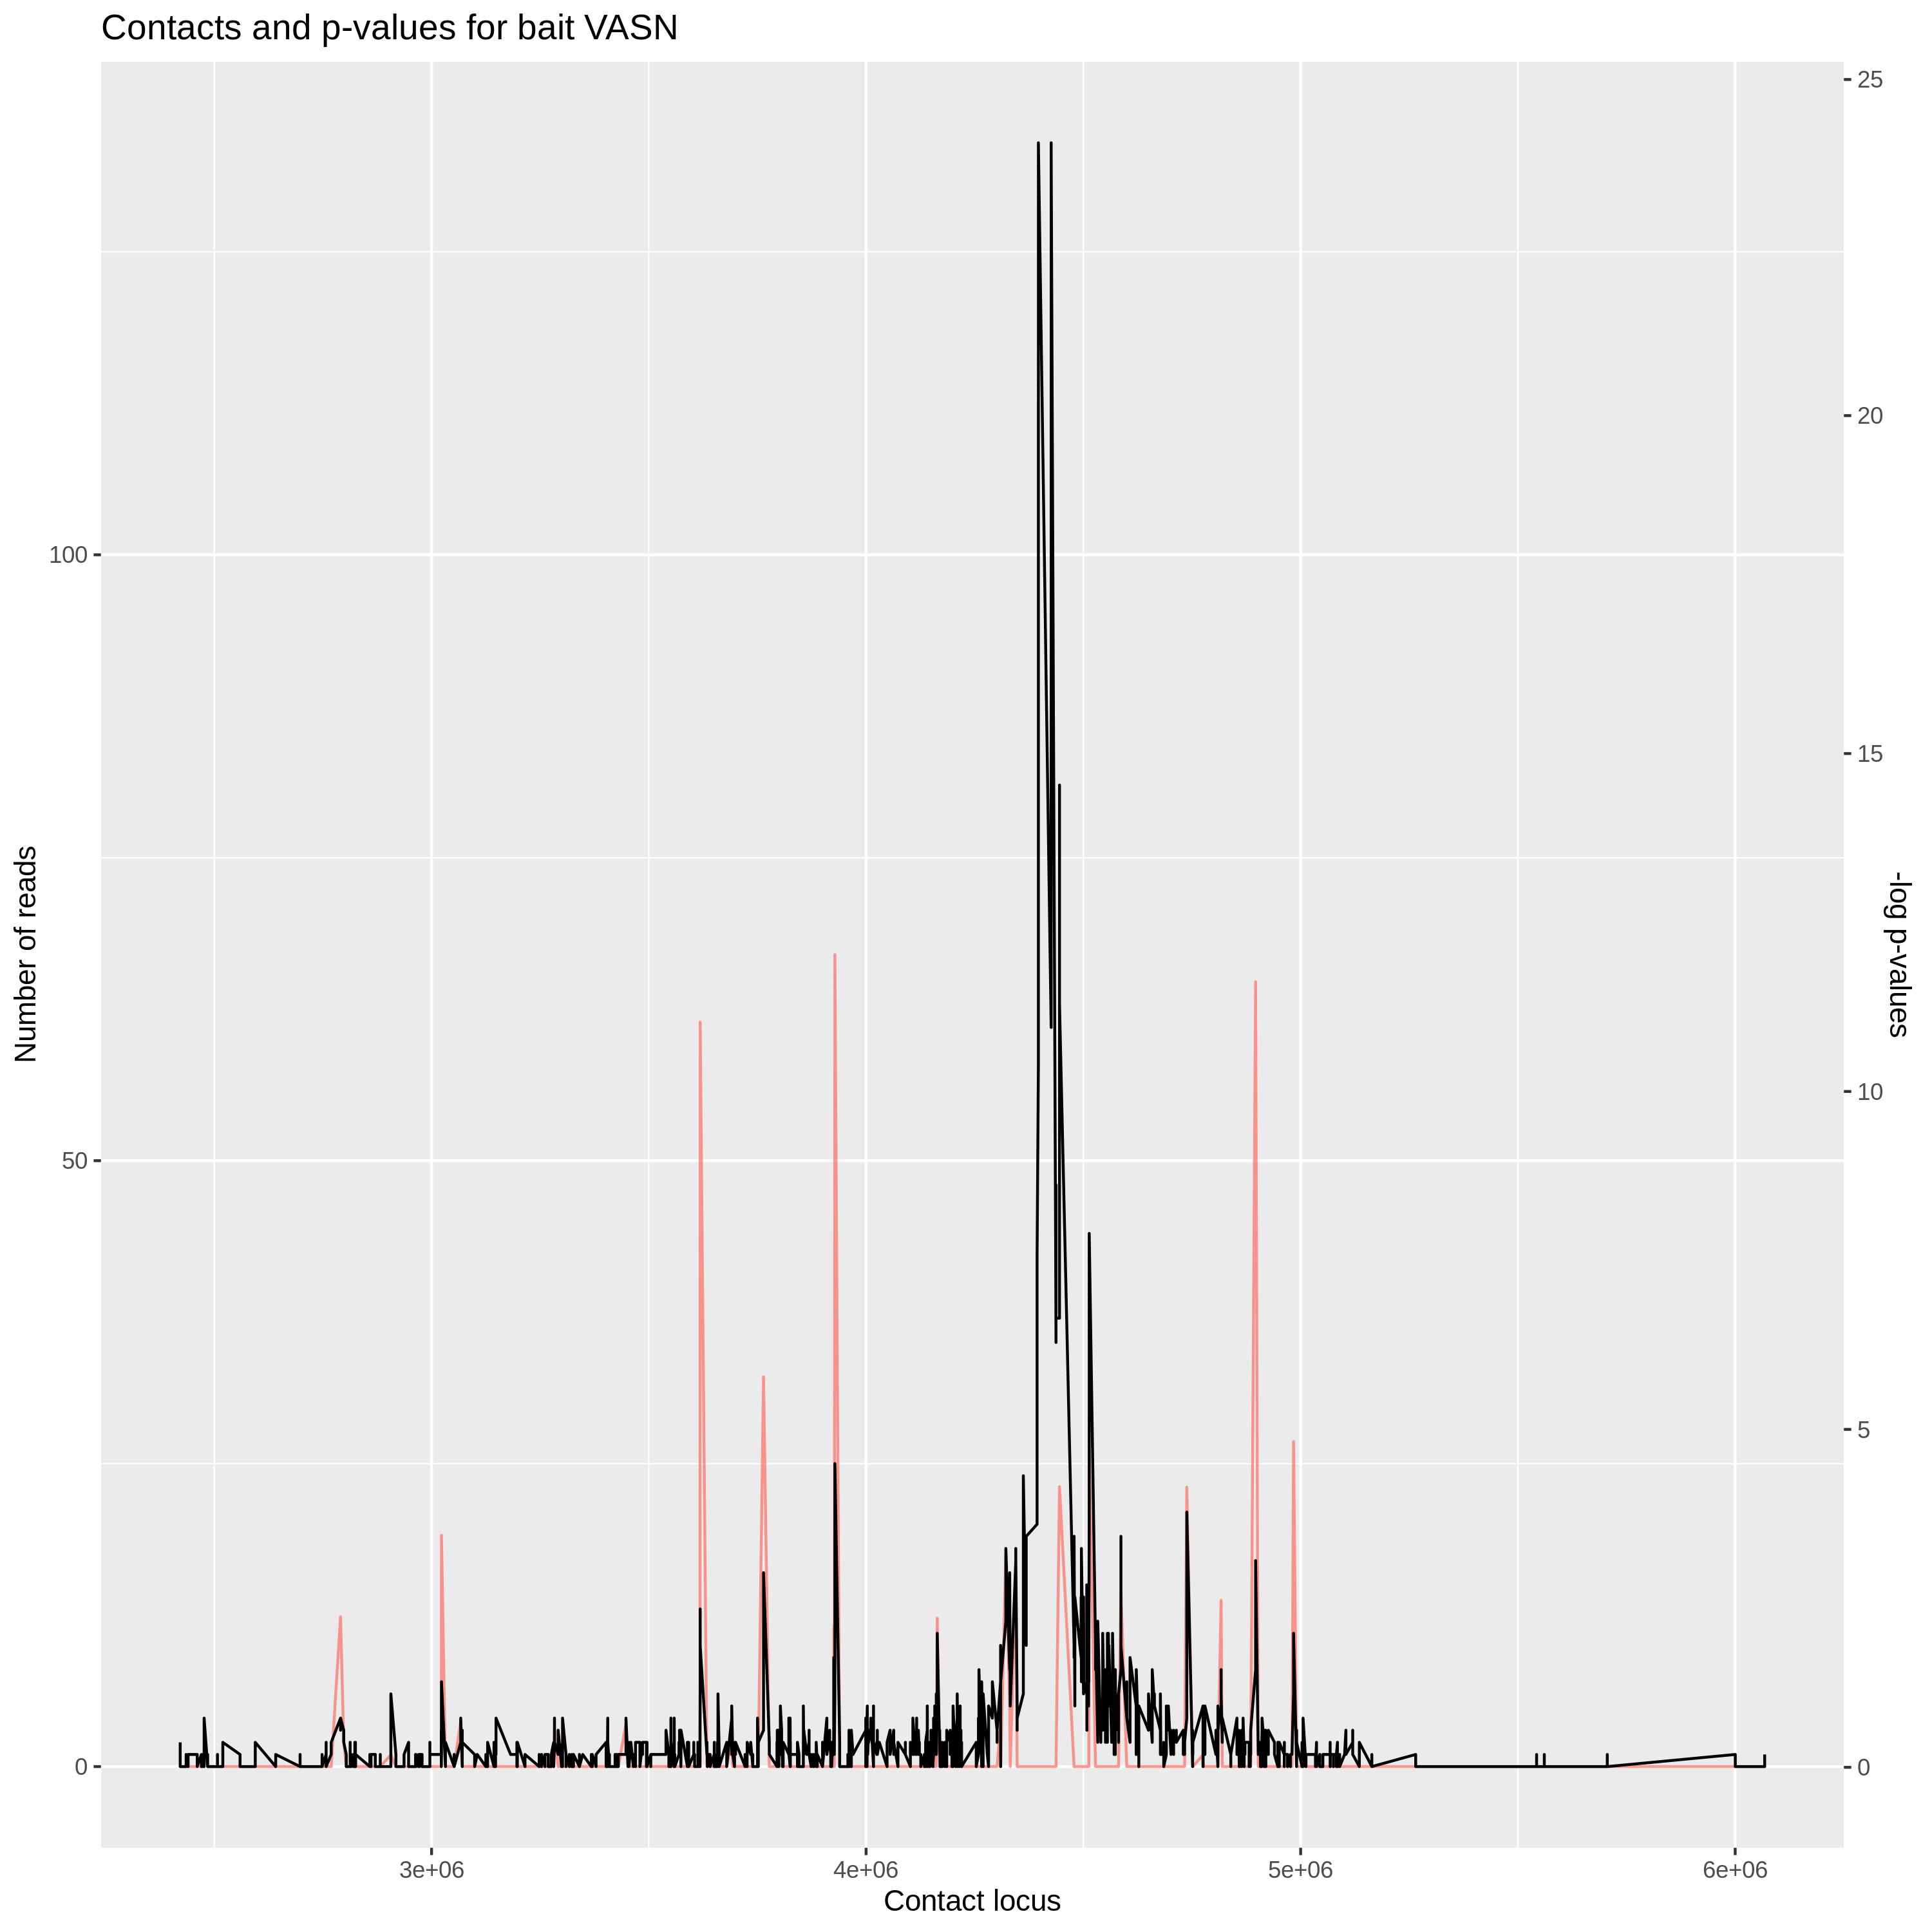 Contacts and p-values for bait VASN
25
20
100
15
Number of reads
-log p-values
10
50
5
0
0
3e+06
4e+06
5e+06
6e+06
Contact locus